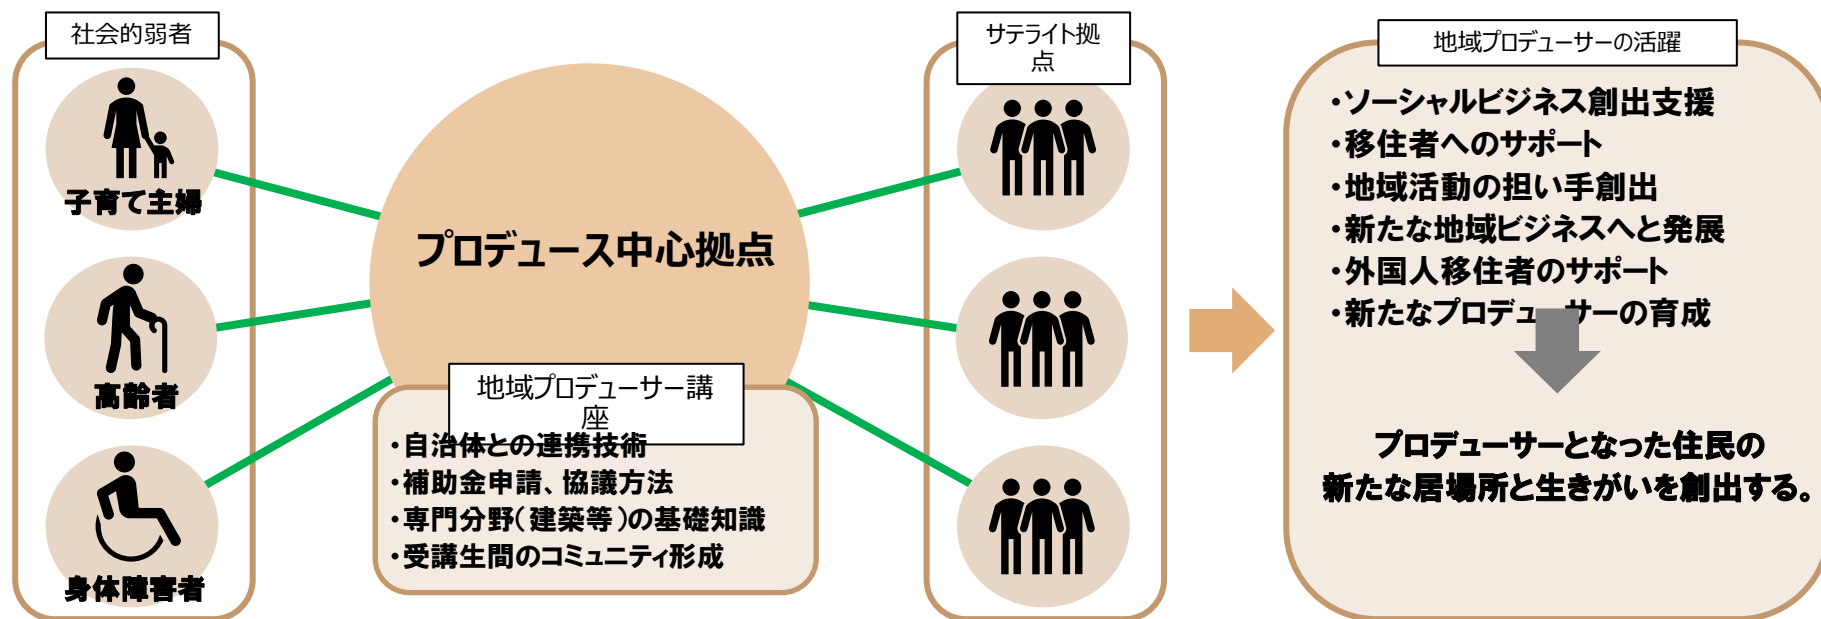 社会的弱者
子育て主婦
高齢者
身体障害者
プロデュース中心拠点
地域プロデューサー講
座
・自治体との連携技術
・補助金申請、協議方法
・専門分野（建築等）の基礎知識
・受講生間のコミュニティ形成
サテライト拠
点
地域プロデューサーの活躍
・ソーシャルビジネス創出支援
・移住者へのサポート
・地域活動の担い手創出
・新たな地域ビジネスへと発展
・外国人移住者のサポート
・新たなプロデューサーの育成
プロデューサーとなった住民の
新たな居場所と生きがいを創出する。